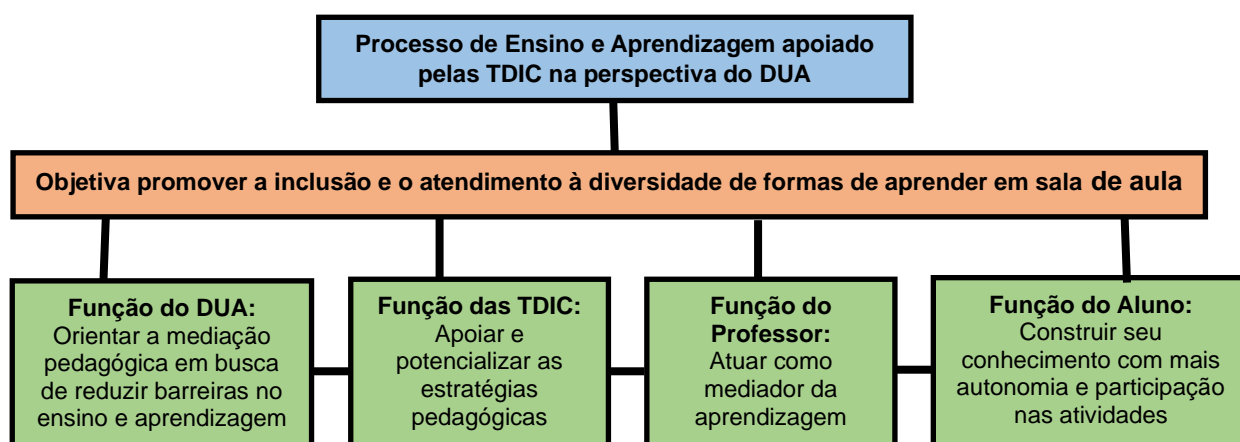 Processo de Ensino e Aprendizagem apoiado
pelas TDIC na perspectiva do DUA
Objetiva promover a inclusão e o atendimento à diversidade de formas de aprender em sala de aula
Função do DUA:
Orientar a mediação
pedagógica em busca
de reduzir barreiras no
ensino e aprendizagem
Função das TDIC:
Apoiar e
potencializar as
estratégias
pedagógicas
Função do
Professor:
Atuar como
mediador da
aprendizagem
Função do Aluno:
Construir seu
conhecimento com mais
autonomia e participação
nas atividades